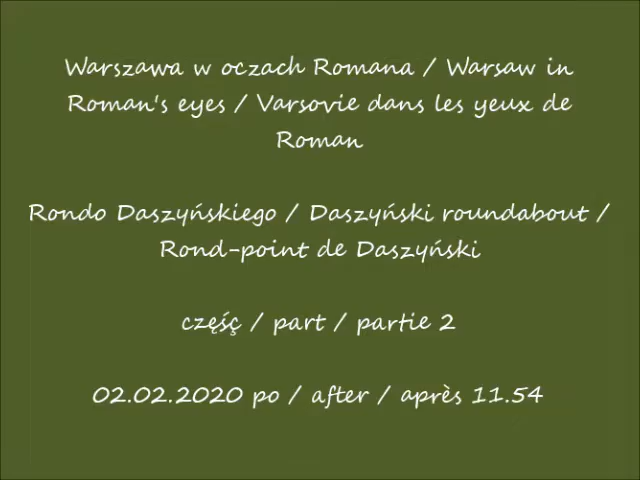 Warszawa w oczach Romana / Warsaw in
Roman's eyes / Varsovie dans les yeux de
Roman
Rondo Daszyńskiego / Daszyński roundabout /
Rond-point de Daszyński
częśç / part / partie 2
02.02.2020 po / after / après 11.54